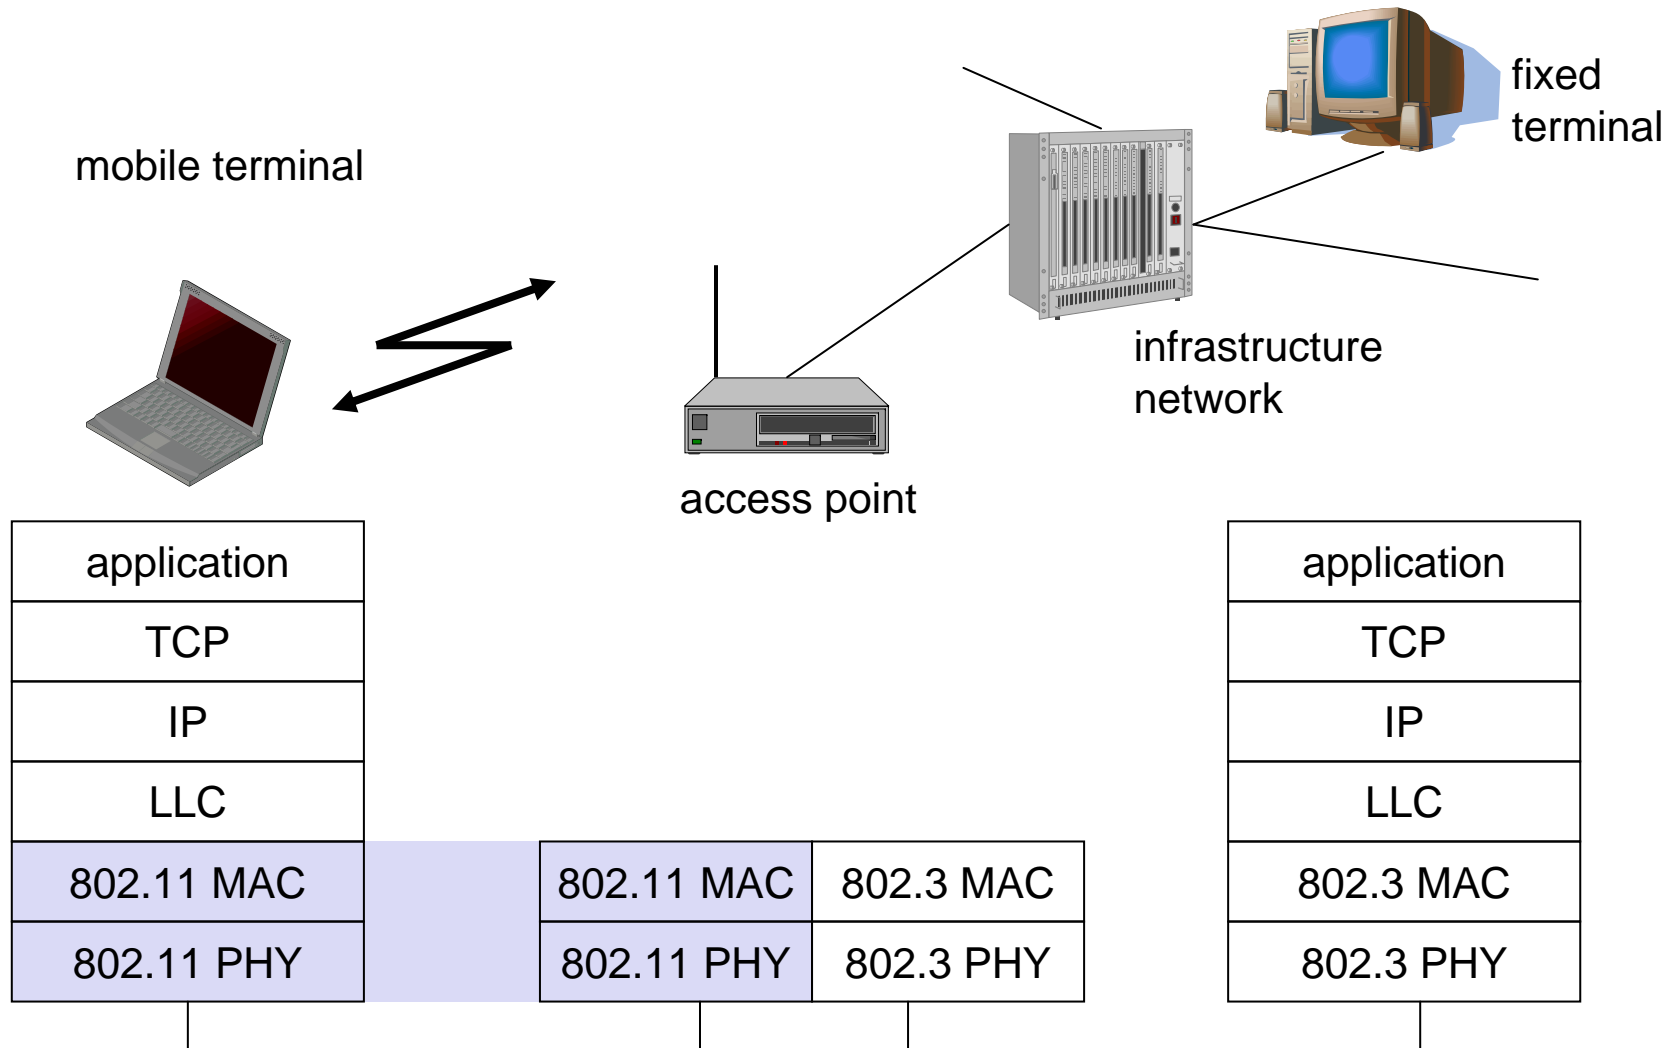 fixed
terminal
mobile terminal
infrastructure
network
access point
application
TCP
IP
LLC
802.11 MAC
802.11 PHY
802.11 MAC
802.3 MAC
802.11 PHY
802.3 PHY
application
TCP
IP
LLC
802.3 MAC
802.3 PHY